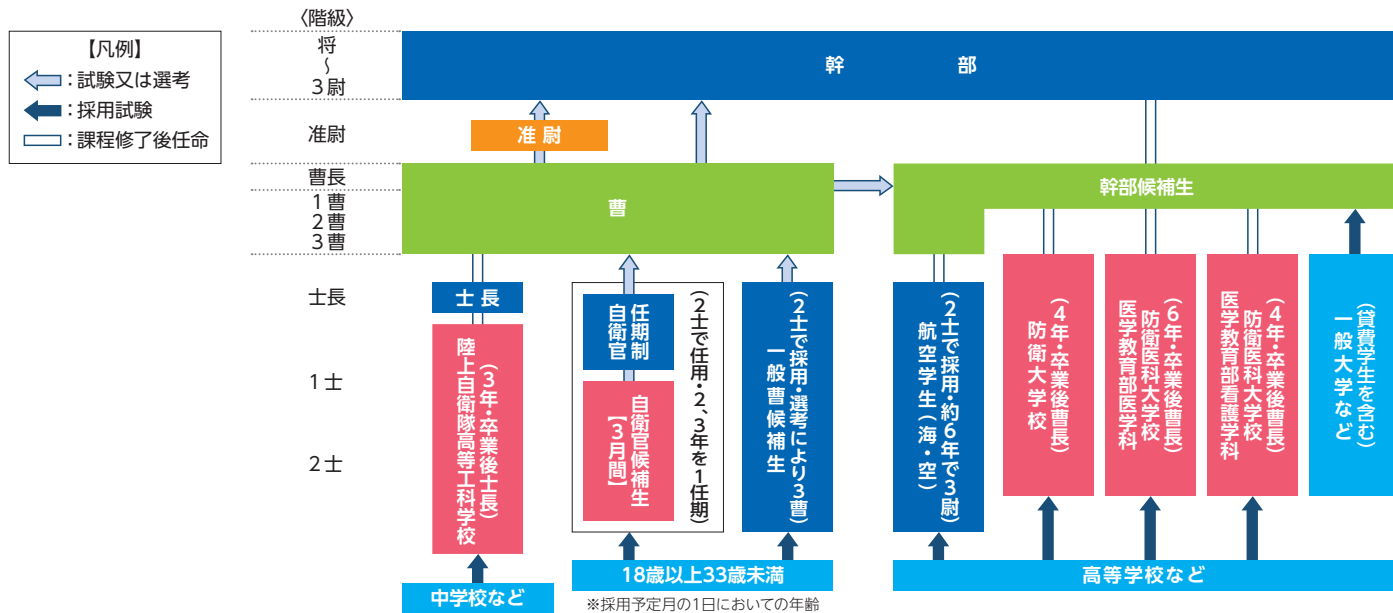 【凡例】
：試験又は選考
：採用試験
：課程修了後任命
〈階級〉
将
〜
3尉
准尉
曹長
1曹
2曹
3曹
士長
1士
2士
幹　部
准尉
曹
幹部候補生
士長
（3年・卒業後士長）
陸上自衛隊高等工科学校
中学校など
（2士で任用・2、3年を1任期）
任期制
自衛官
自衛官候補生
【3月間】
（2士で採用・選考により3曹）
一般曹候補生
18歳以上33歳未満
※採用予定月の1日においての年齢
（2士で採用・約6年で3尉）
航空学生（海・空）
（4年・卒業後曹長）
防衛大学校
（6年・卒業後曹長）
防衛医科大学校
医学教育部医学科
（4年・卒業後曹長）
防衛医科大学校
医学教育部看護学科
（貸費学生を含む）
一般大学など
高等学校など